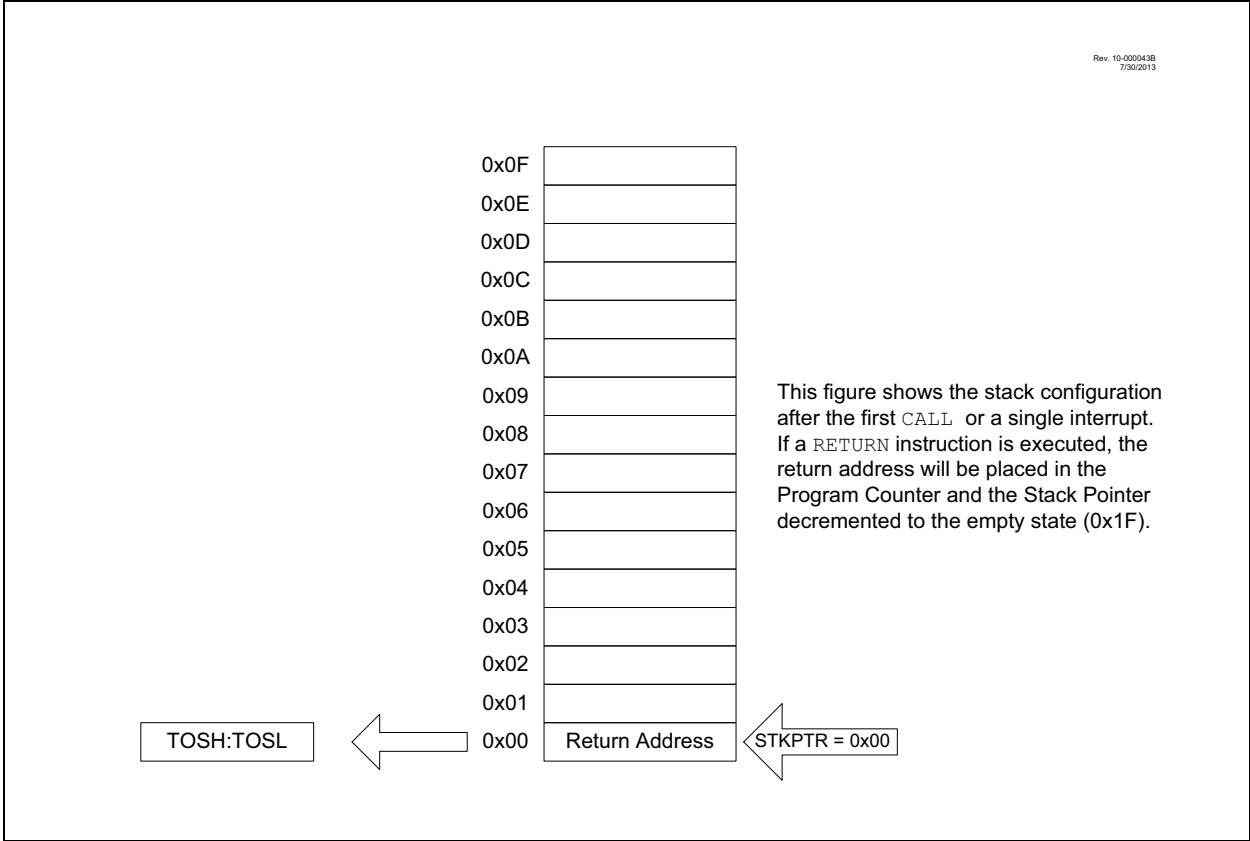 Rev. 10-000043B
7/30/2013
0x0F
0x0E
0x0D
0x0C
0x0B
0x0A
0x09
0x08
0x07
0x06
0x05
0x04
0x03
0x02
0x01
This figure shows the stack configuration
after the first CALL or a single interrupt.
If a RETURN instruction is executed, the
return address will be placed in the
Program Counter and the Stack Pointer
decremented to the empty state (0x1F).
TOSH:TOSL
0x00
Return Address
STKPTR = 0x00